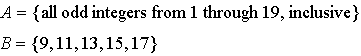 A = {all odd integers from 1 through 19, inclusive}
B = {9, 11, 13, 15, 17}